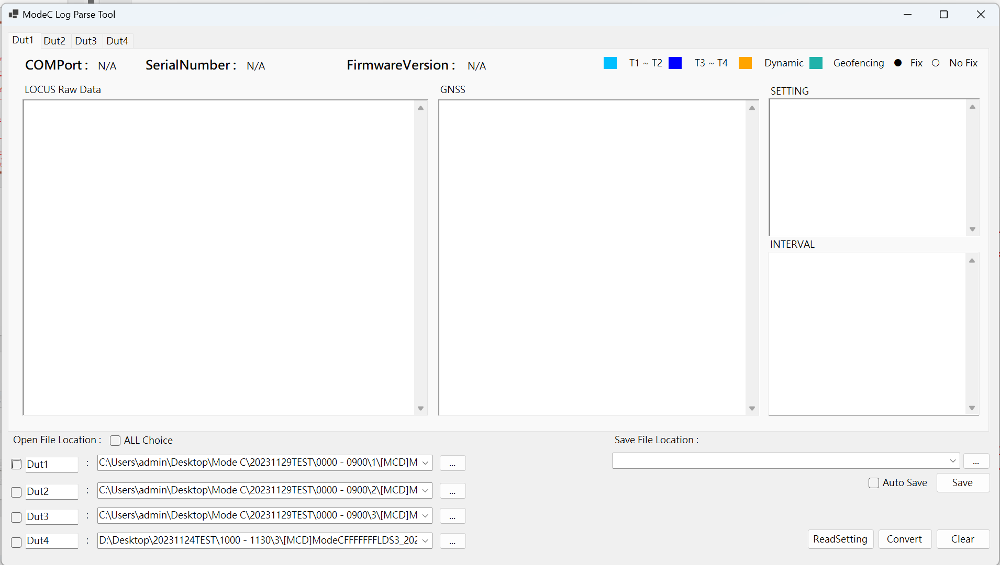 ModeC Log Parse Tool
Dut1 Dut2 Dut3 Dut4
COMPort : N/A SerialNumber : N/A FirmwareVersion : N/A T1 ~ T2 T3 ~ T4 Dynamic Geofencing Fix No Fix
LOCUS Raw Data GNSS SETTING
INTERVAL
Open File Location : ALL Choice Save File Location :
Dut1 : C:\Users\admin\Desktop\Mode C\20231129TEST\0000 - 0900\1\[MCD]M ... ...
Auto Save Save
Dut2 : C:\Users\admin\Desktop\Mode C\20231129TEST\0000 - 0900\2\[MCD]M ...
Dut3 : C:\Users\admin\Desktop\Mode C\20231129TEST\0000 - 0900\3\[MCD]M ...
Dut4 : D:\Desktop\20231124TEST\1000 - 1130\3\[MCD]ModeCFFFFFFFLDS3_202 ... ReadSetting Convert Clear